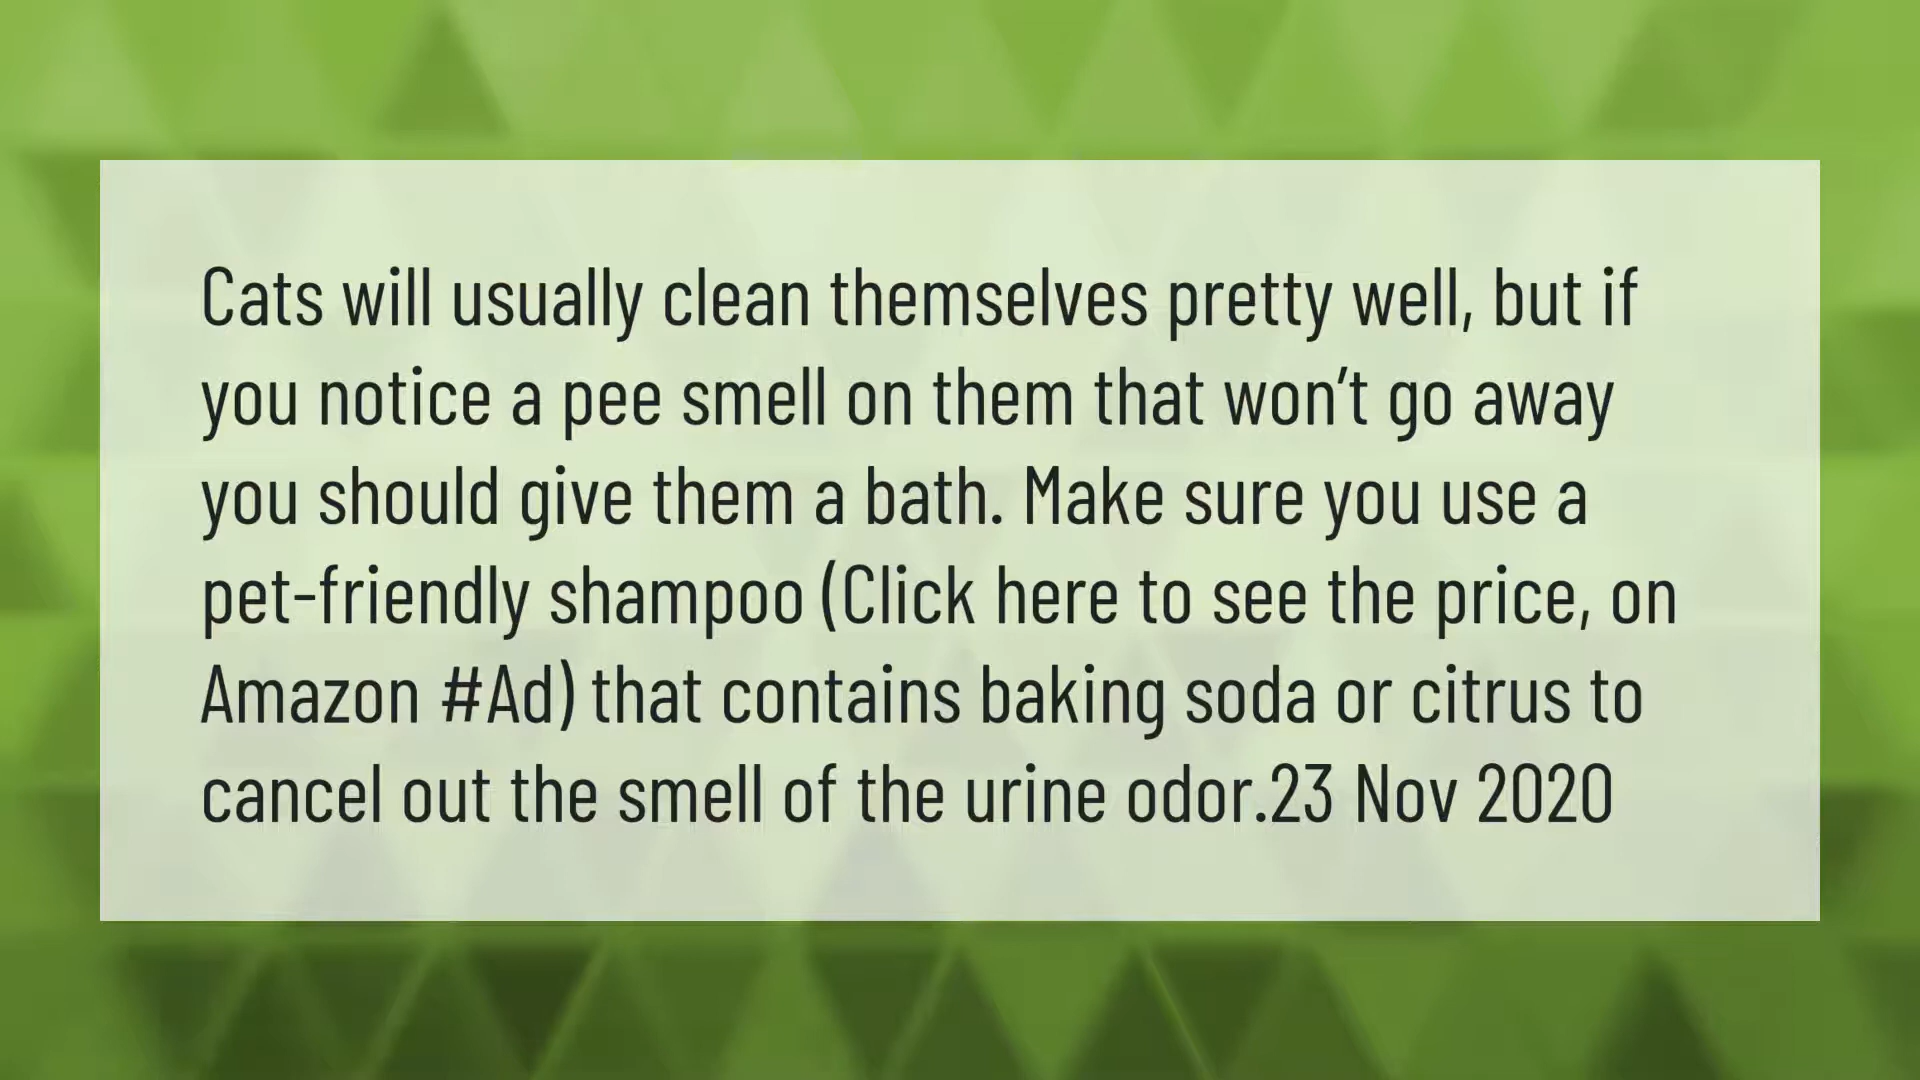 Cats will usually clean themselves pretty well, but if
you notice a pee smell on them that won’t go away
you should give them a bath. Make sure you use a
pet-friendly shampoo (Click here to see the price, on
Amazon #Ad) that contains baking soda or citrus to
cancel out the smell of the urine odor.23 Nov 2020